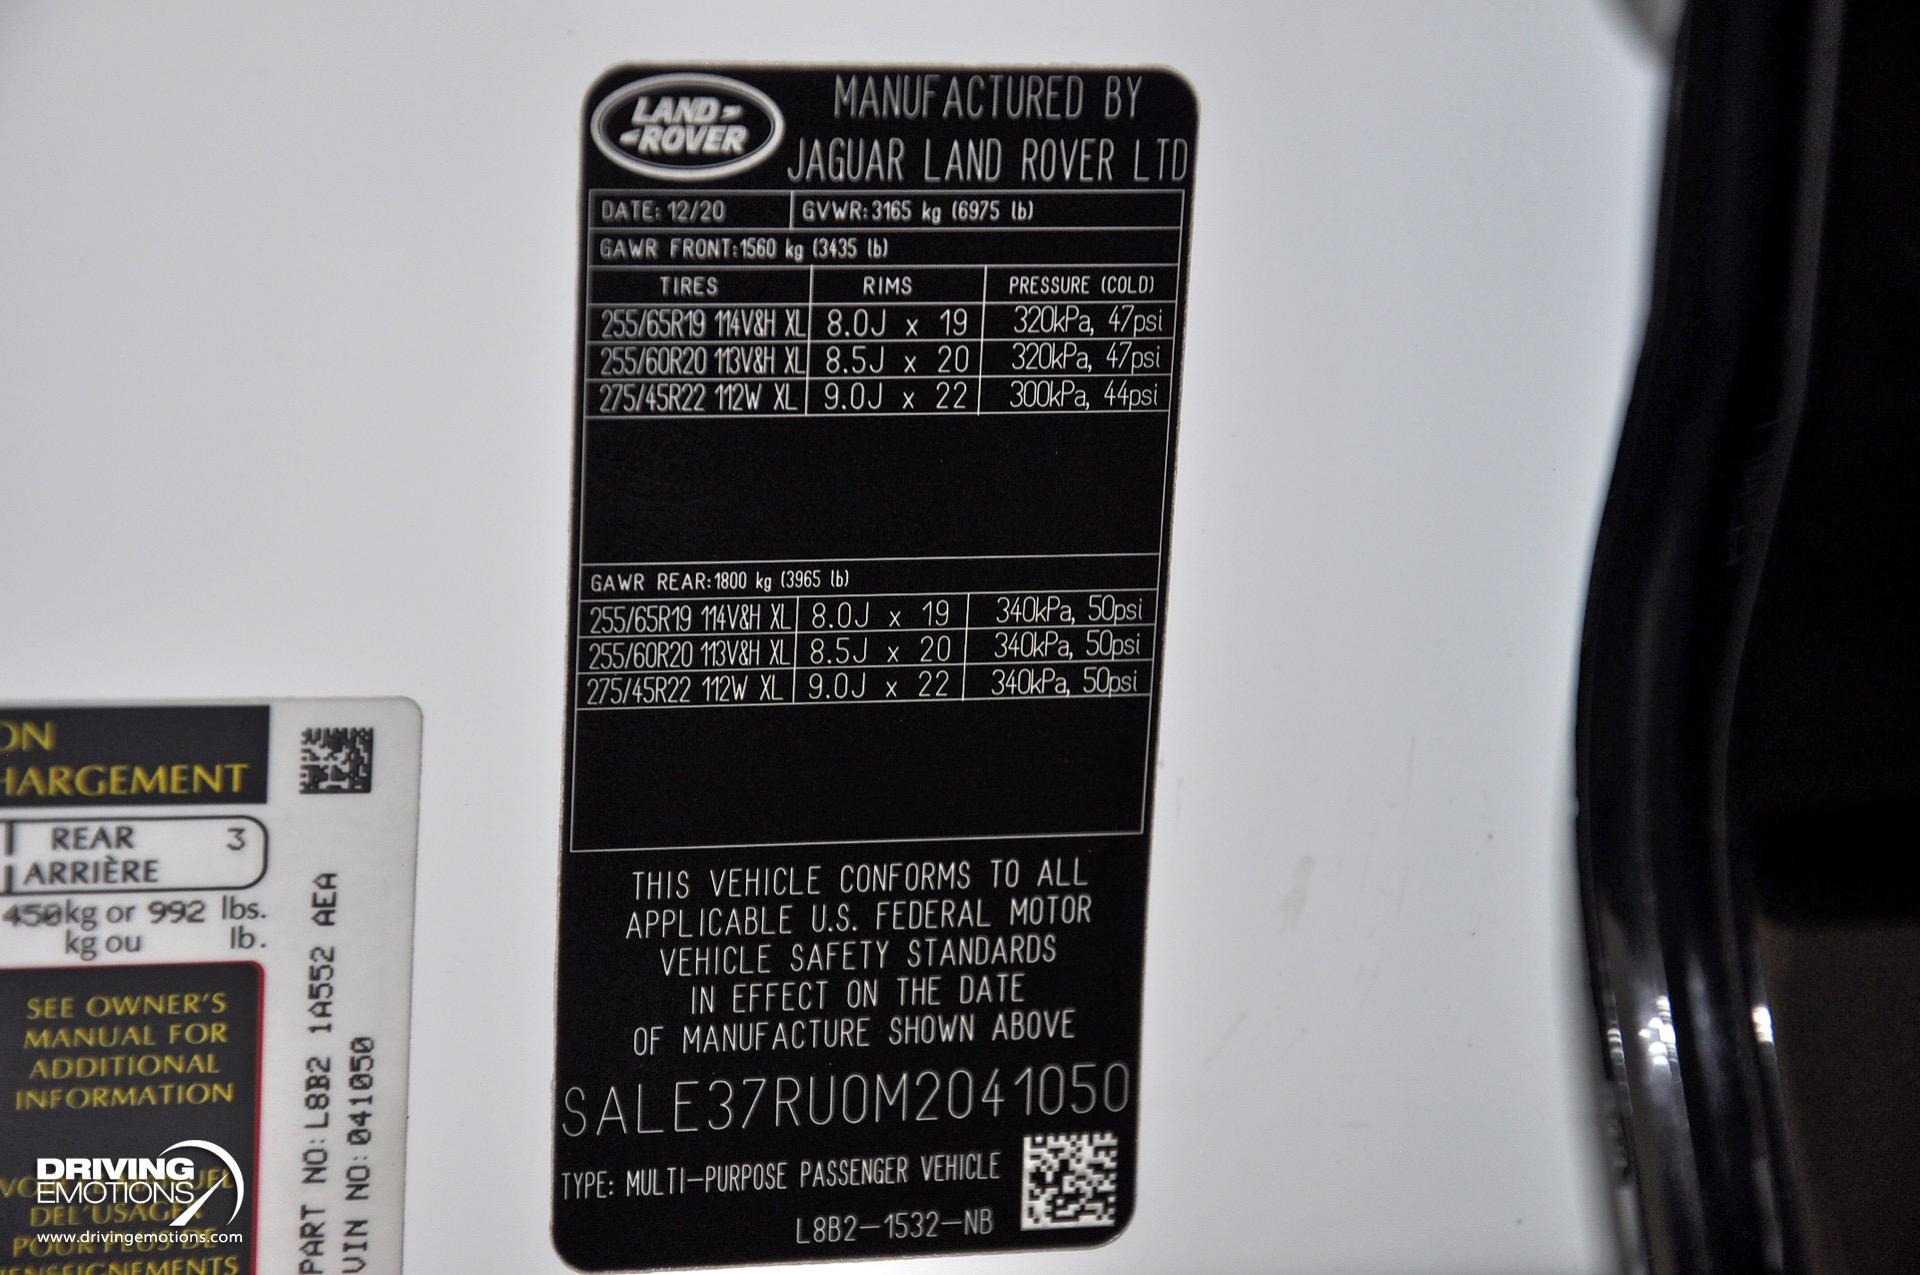 LAND
ROVER
MANUFACTURED BY
JAGUAR LAND ROVER LTD
DATE: 12/20 GVWR: 3165 kg (6975 lb)
GAWR FRONT: 1560 kg (3435 lb)
TIRES RIMS PRESSURE (COLD)
255/65R19 114V&H XL 8.0J x 19 320kPa, 47psi
255/60R20 113V&H XL 8.5J x 20 320kPa, 47psi
275/45R22 112W XL 9.0J x 22 300kPa, 44psi
GAWR REAR: 1800 kg (3965 lb)
255/65R19 114V&H XL 8.0J x 19 340kPa, 50psi
255/60R20 113V&H XL 8.5J x 20 340kPa, 50psi
275/45R22 112W XL 9.0J x 22 340kPa, 50psi
THIS VEHICLE CONFORMS TO ALL
APPLICABLE U.S. FEDERAL MOTOR
VEHICLE SAFETY STANDARDS
IN EFFECT ON THE DATE
OF MANUFACTURE SHOWN ABOVE
SALE37RU0M2041050
TYPE: MULTI-PURPOSE PASSENGER VEHICLE
L8B2-1532-NB
ON
HARGEMENT
REAR 3
ARRIÈRE
450kg or 992 lbs.
kg ou lb.
SEE OWNER'S
MANUAL FOR
ADDITIONAL
INFORMATION
DEL'USAGER
POUR PLUS DE
ENSEIGNEMENTS
PART NO: L8B2 1A552 AEA
VIN NO: 041050
DRIVING
EMOTIONS
www.drivingemotions.com